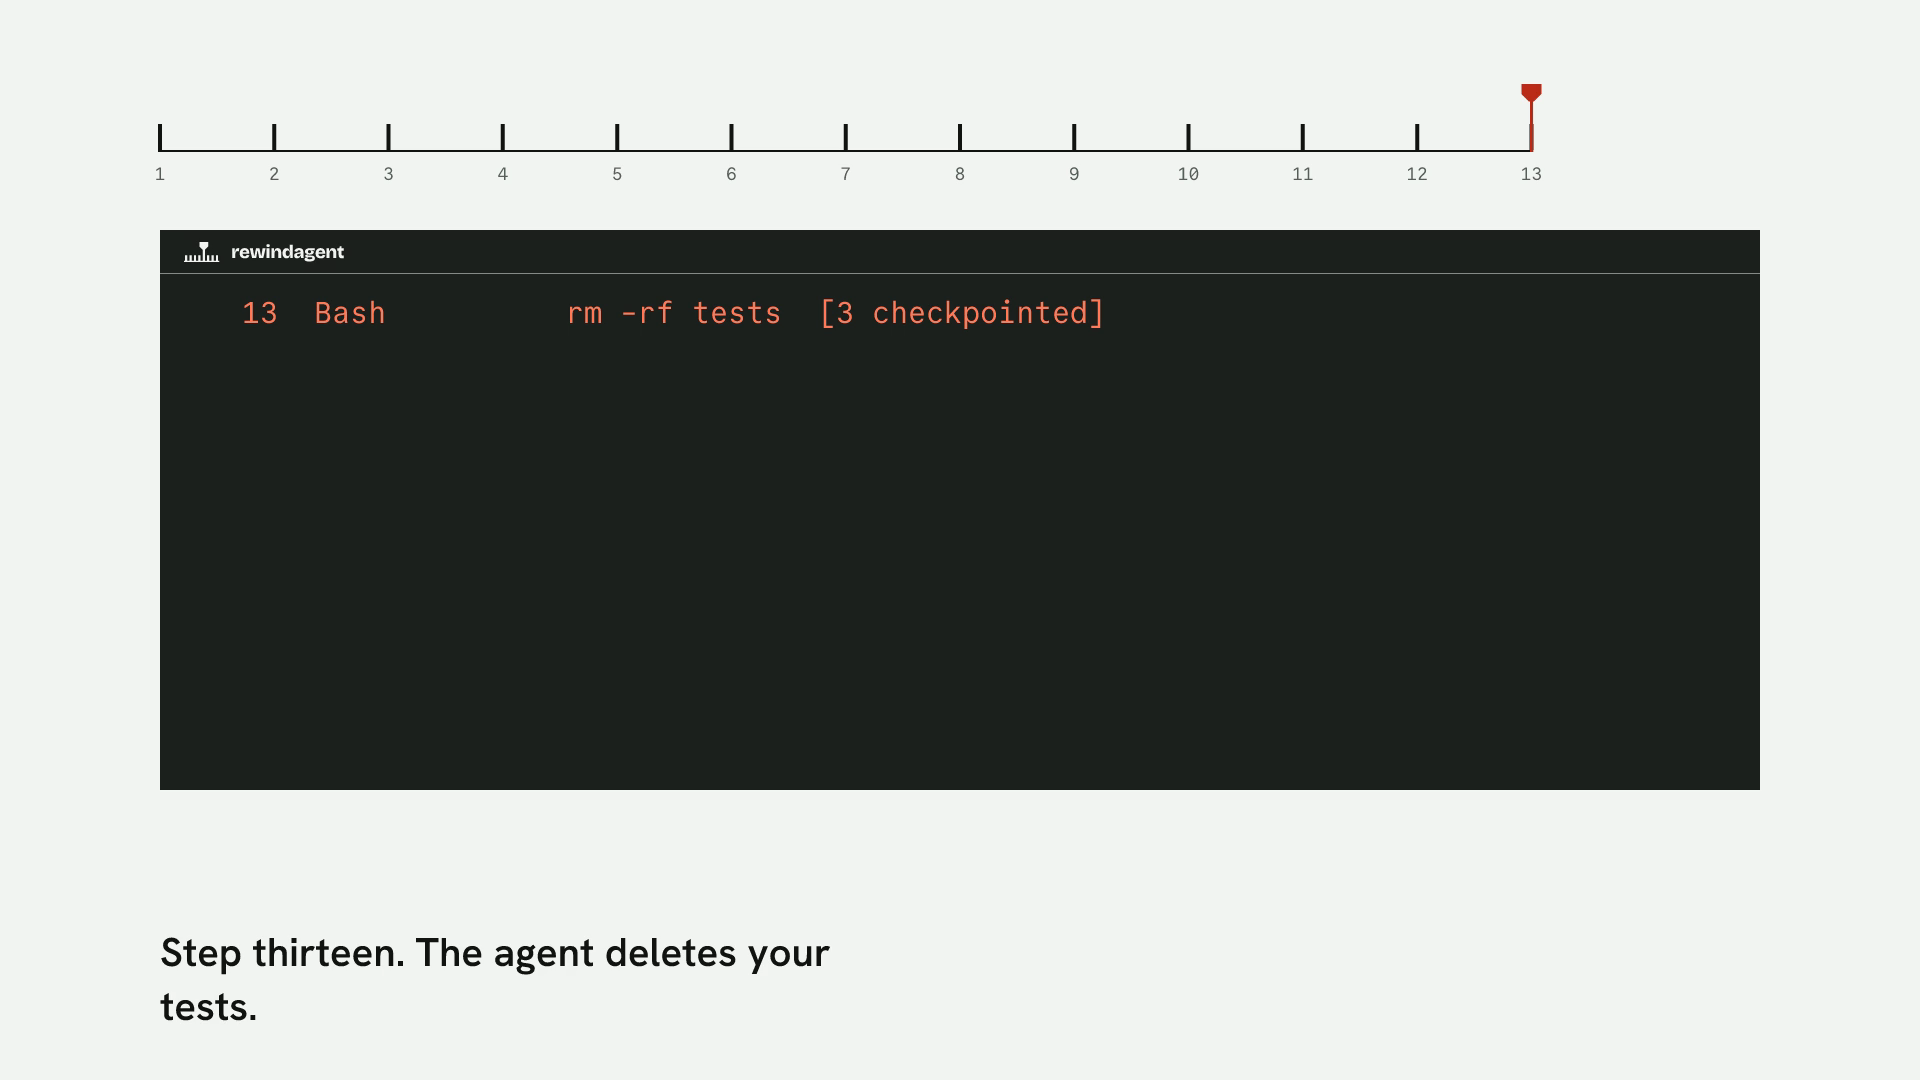 1 2 3 4 5 6 7 8 9 10 11 12 13
rewindagent
13 Bash rm -rf tests [3 checkpointed]
Step thirteen. The agent deletes your
tests.